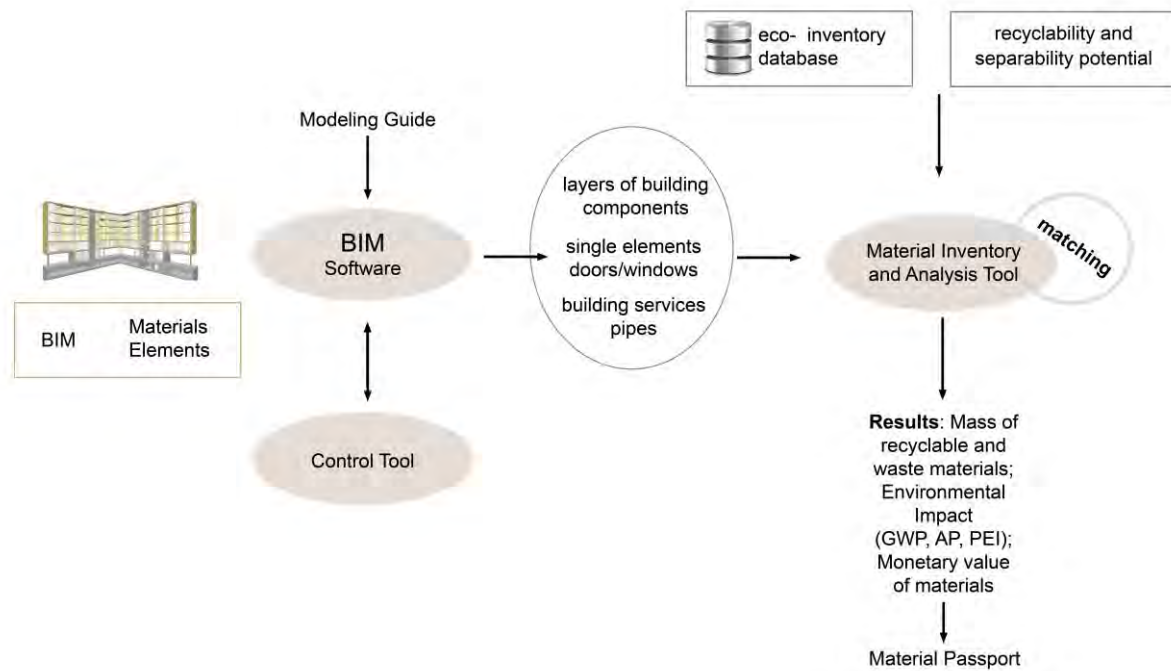 eco- inventory
database
recyclability and
separability potential
Modeling Guide
BIM
Software
BIM
Materials
Elements
Control Tool
layers of building
components
single elements
doors/windows
building services
pipes
Material Inventory
and Analysis Tool
matching
Results: Mass of
recyclable and
waste materials;
Environmental
Impact
(GWP, AP, PEI);
Monetary value
of materials
Material Passport